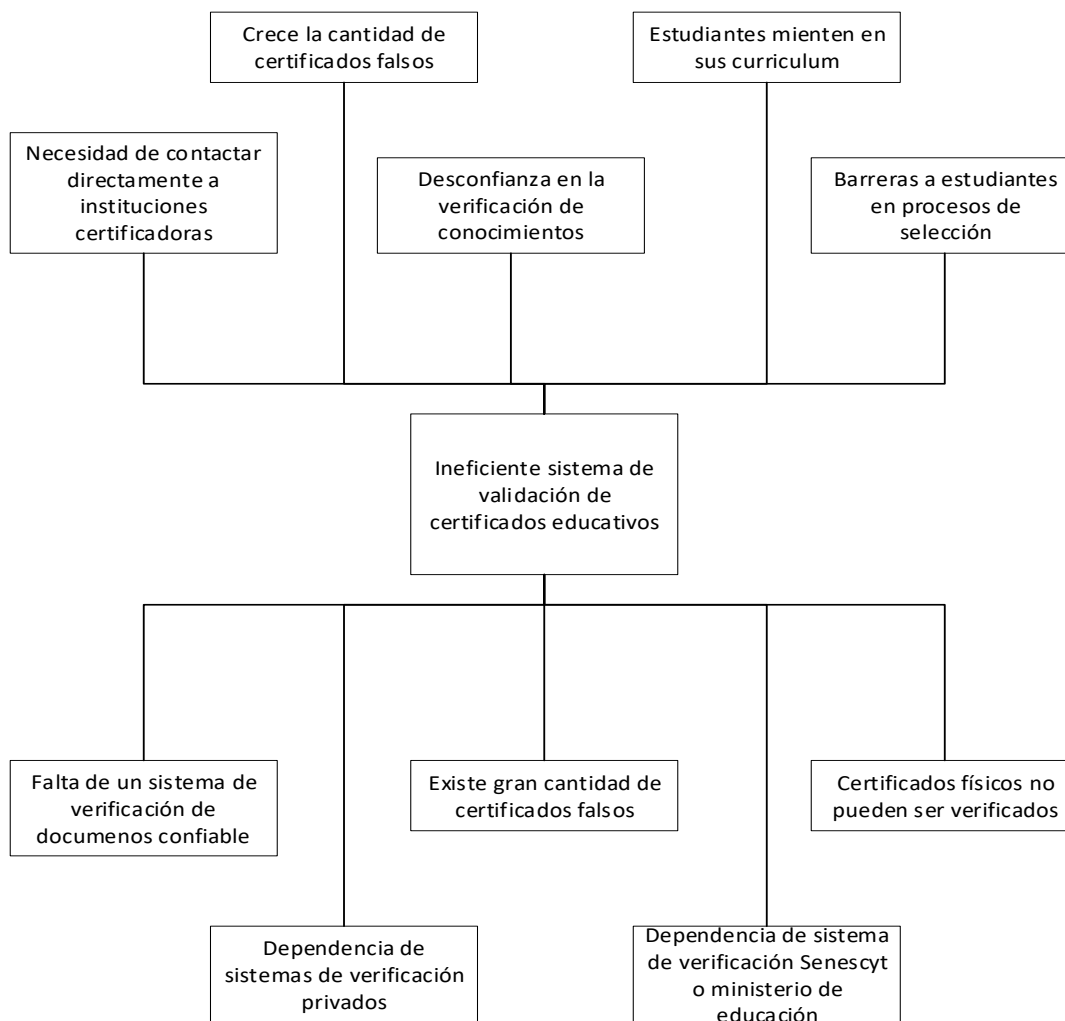 Crece la cantidad de
certificados falsos
Estudiantes mienten en
sus curriculum
Necesidad de contactar
directamente a
instituciones
certificadoras
Desconfianza en la
verificación de
conocimientos
Barreras a estudiantes
en procesos de
selección
Ineficiente sistema de
validación de
certificados educativos
Falta de un sistema de
verificación de
documenos confiable
Existe gran cantidad de
certificados falsos
Certificados físicos no
pueden ser verificados
Dependencia de
sistemas de verificación
privados
Dependencia de sistema
de verificación Senescyt
o ministerio de
educación